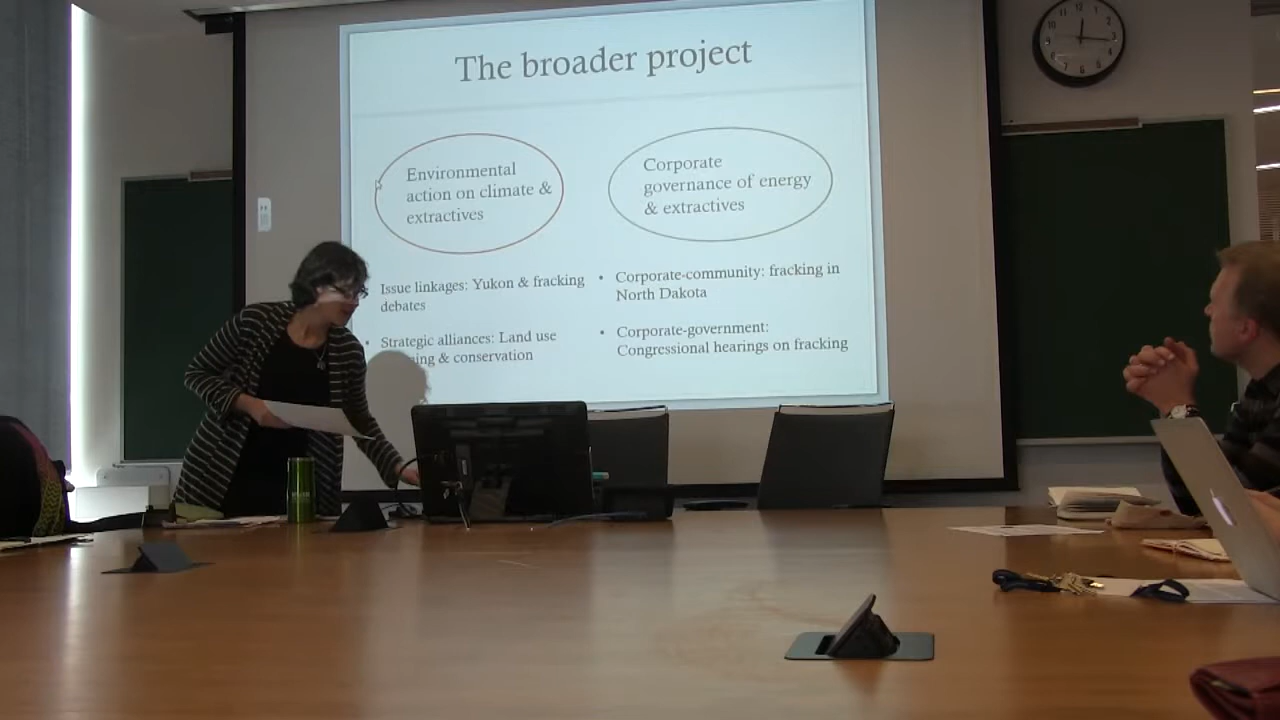 The broader project
Environmental
action on climate &
extractives
Corporate
governance of energy
& extractives
Issue linkages: Yukon & fracking
debates
• Strategic alliances: Land use
& conservation
• Corporate-community: fracking in
North Dakota
• Corporate-government:
Congressional hearings on fracking